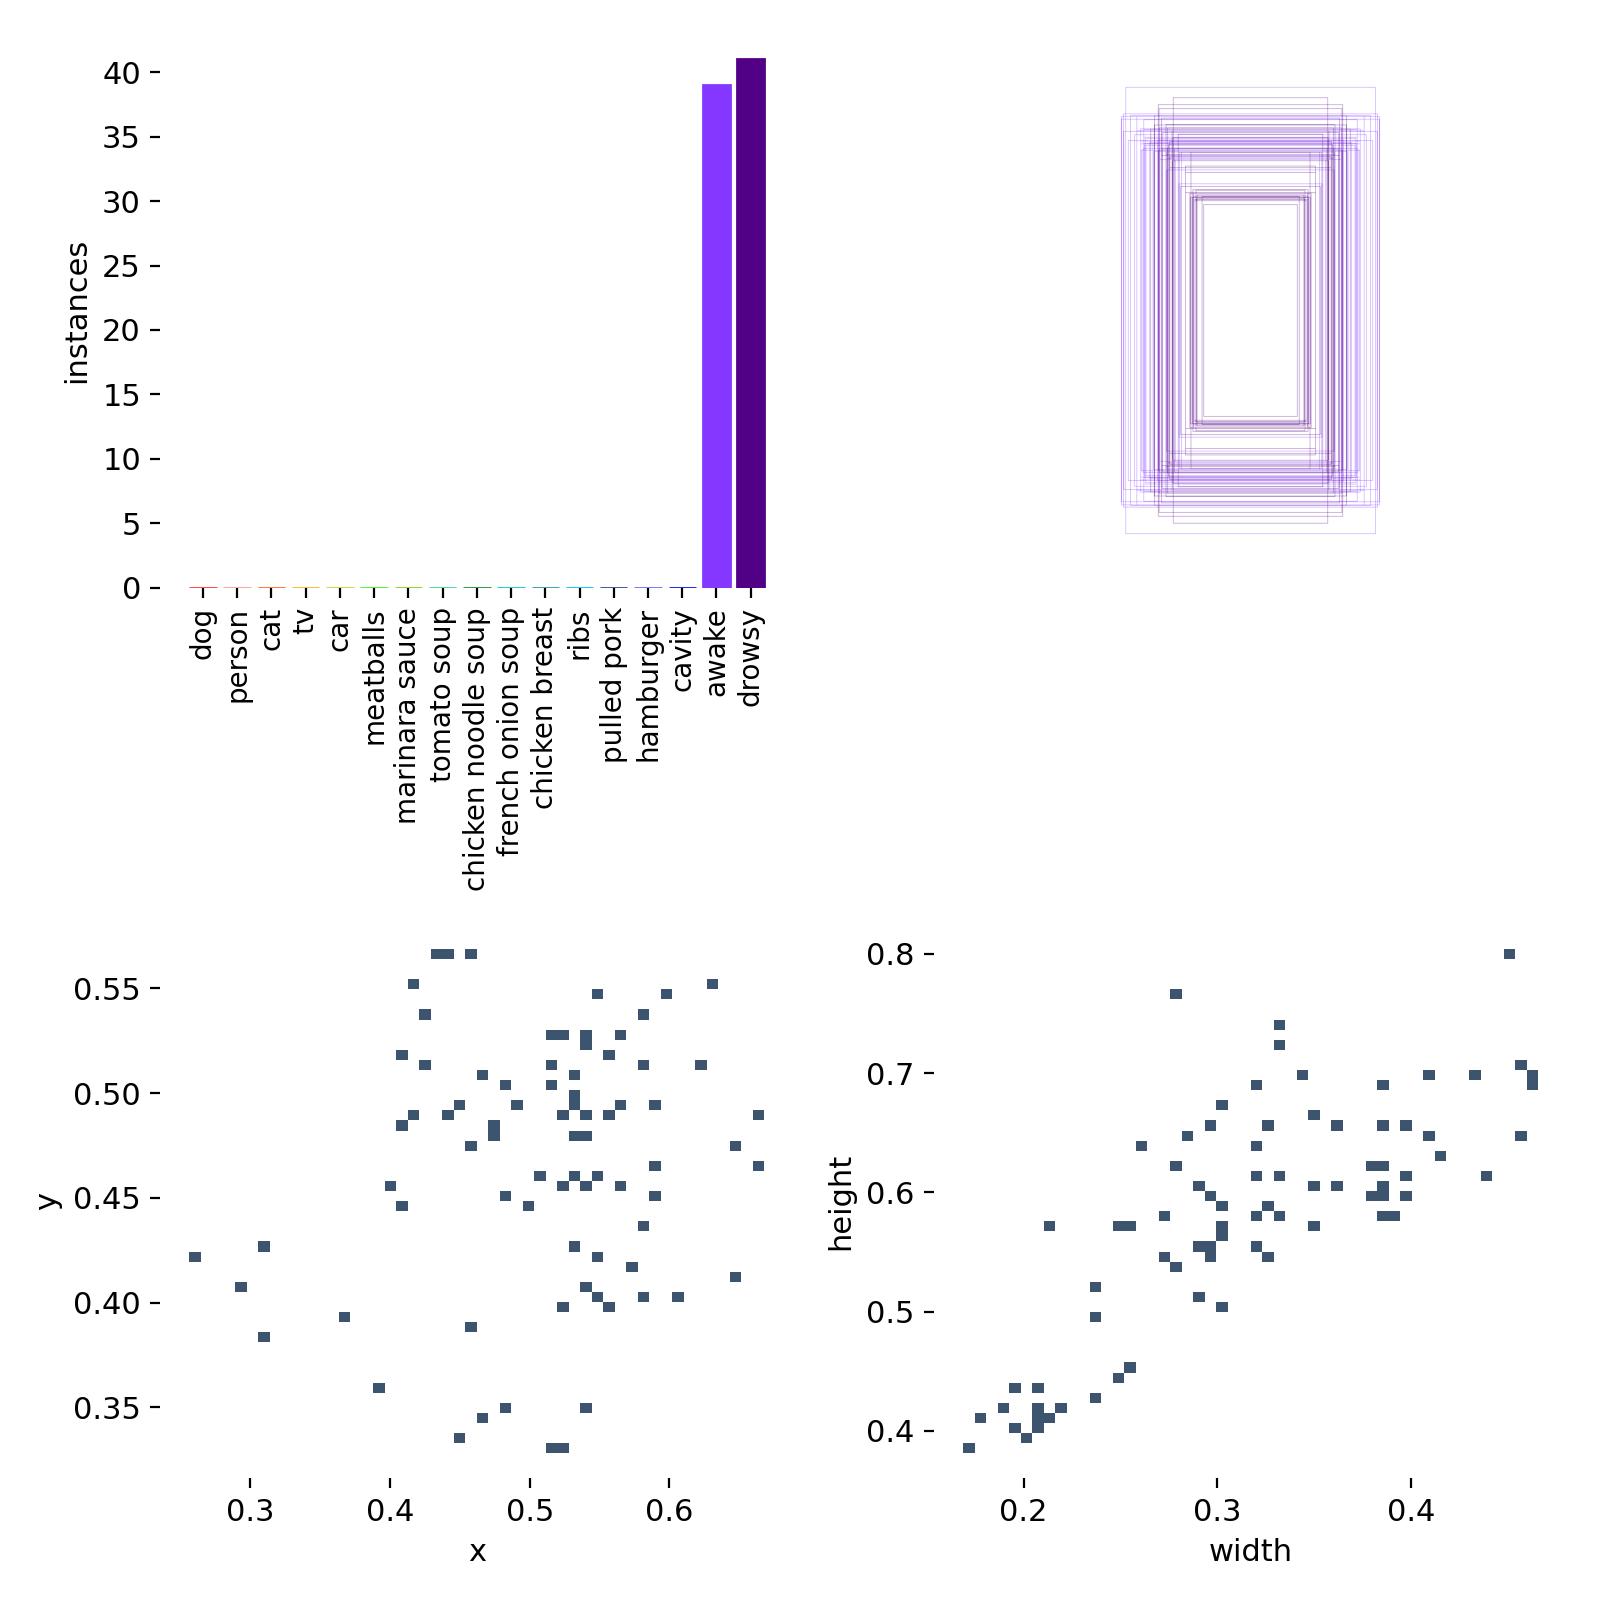 40
35
30
25
20
15
10
5
0
instances
dog
person
cat
tv
car
meatballs
marinara sauce
tomato soup
chicken noodle soup
french onion soup
chicken breast
ribs
pulled pork
hamburger
cavity
awake
drowsy
0.55
0.50
0.45
0.40
0.35
y
0.3 0.4 0.5 0.6
x
0.8
0.7
0.6
0.5
0.4
height
0.2 0.3 0.4
width